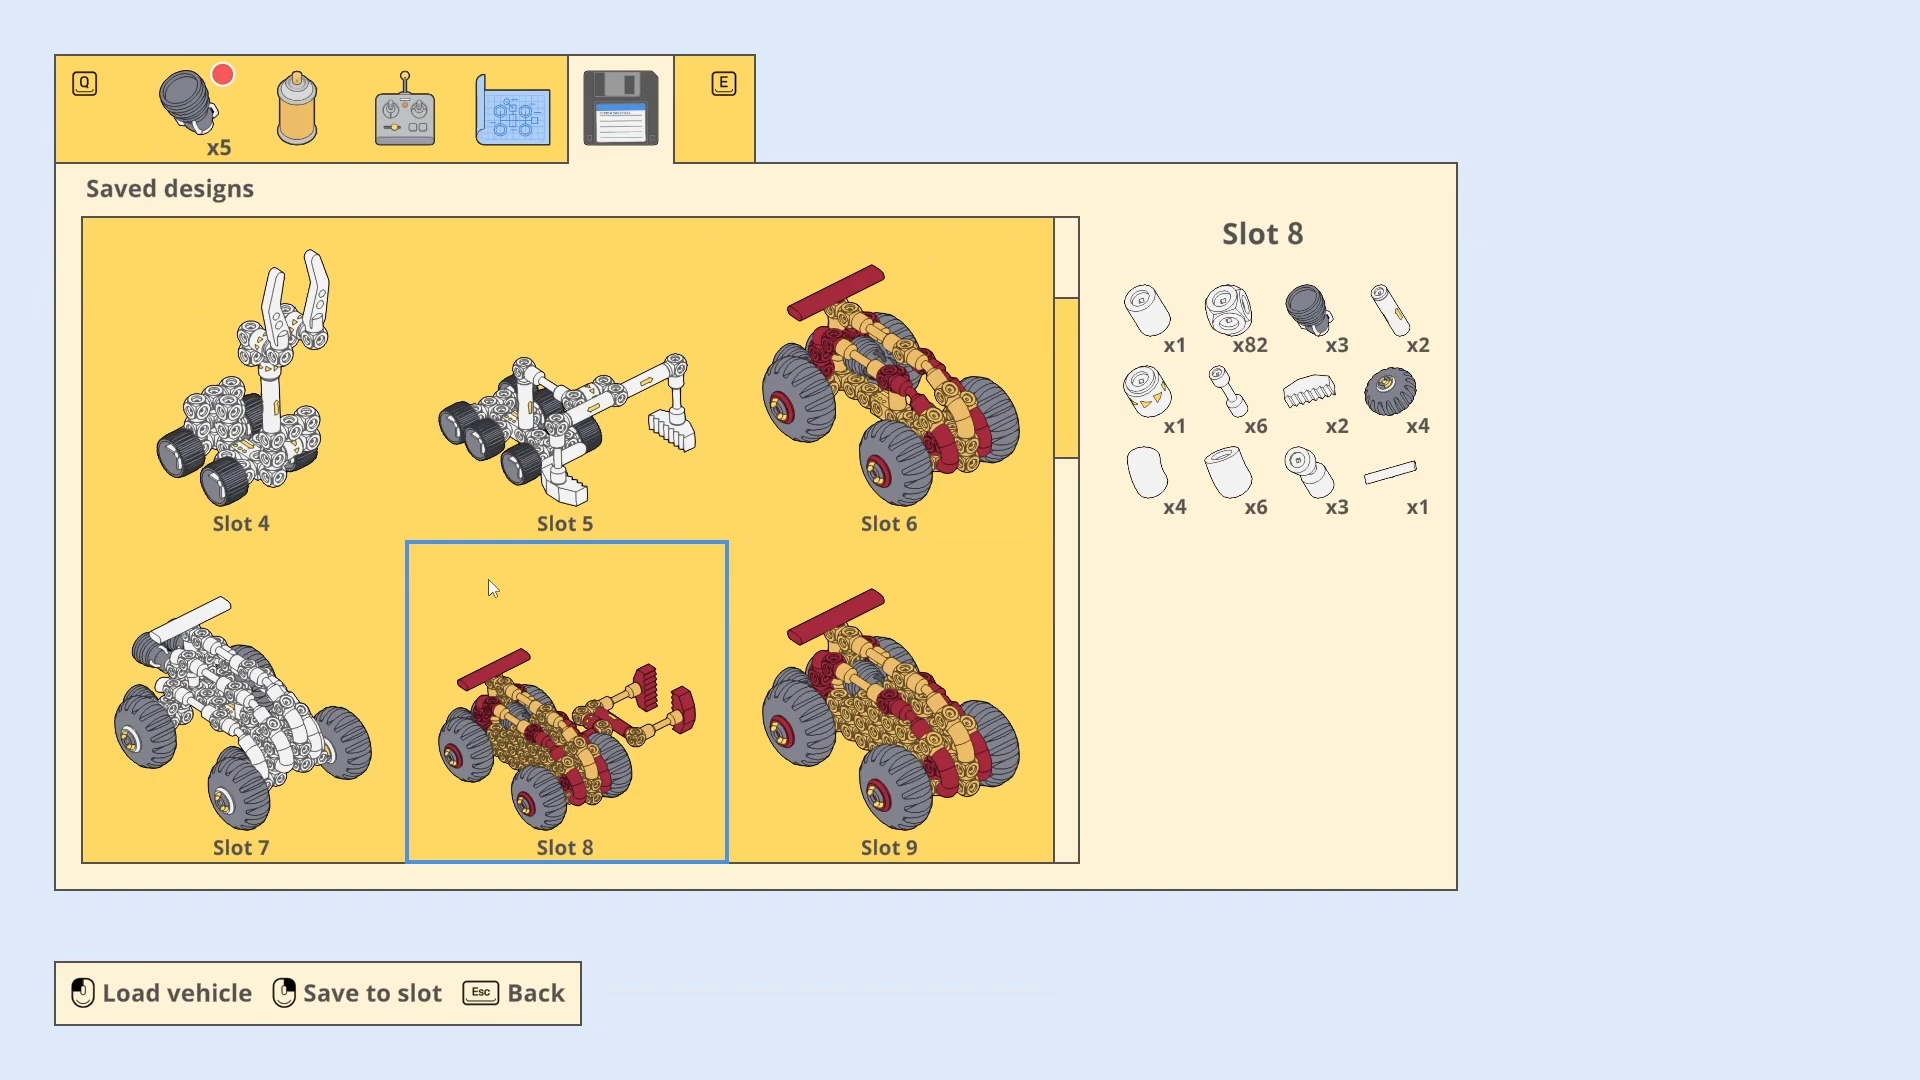 Q
E
x5
Saved designs
Slot 8
x1
x82
x3
x2
x1
x6
x2
x4
x4
x6
x3
x1
Slot 4
Slot 5
Slot 6
Slot 7
Slot 8
Slot 9
Load vehicle
Save to slot
Esc
Back